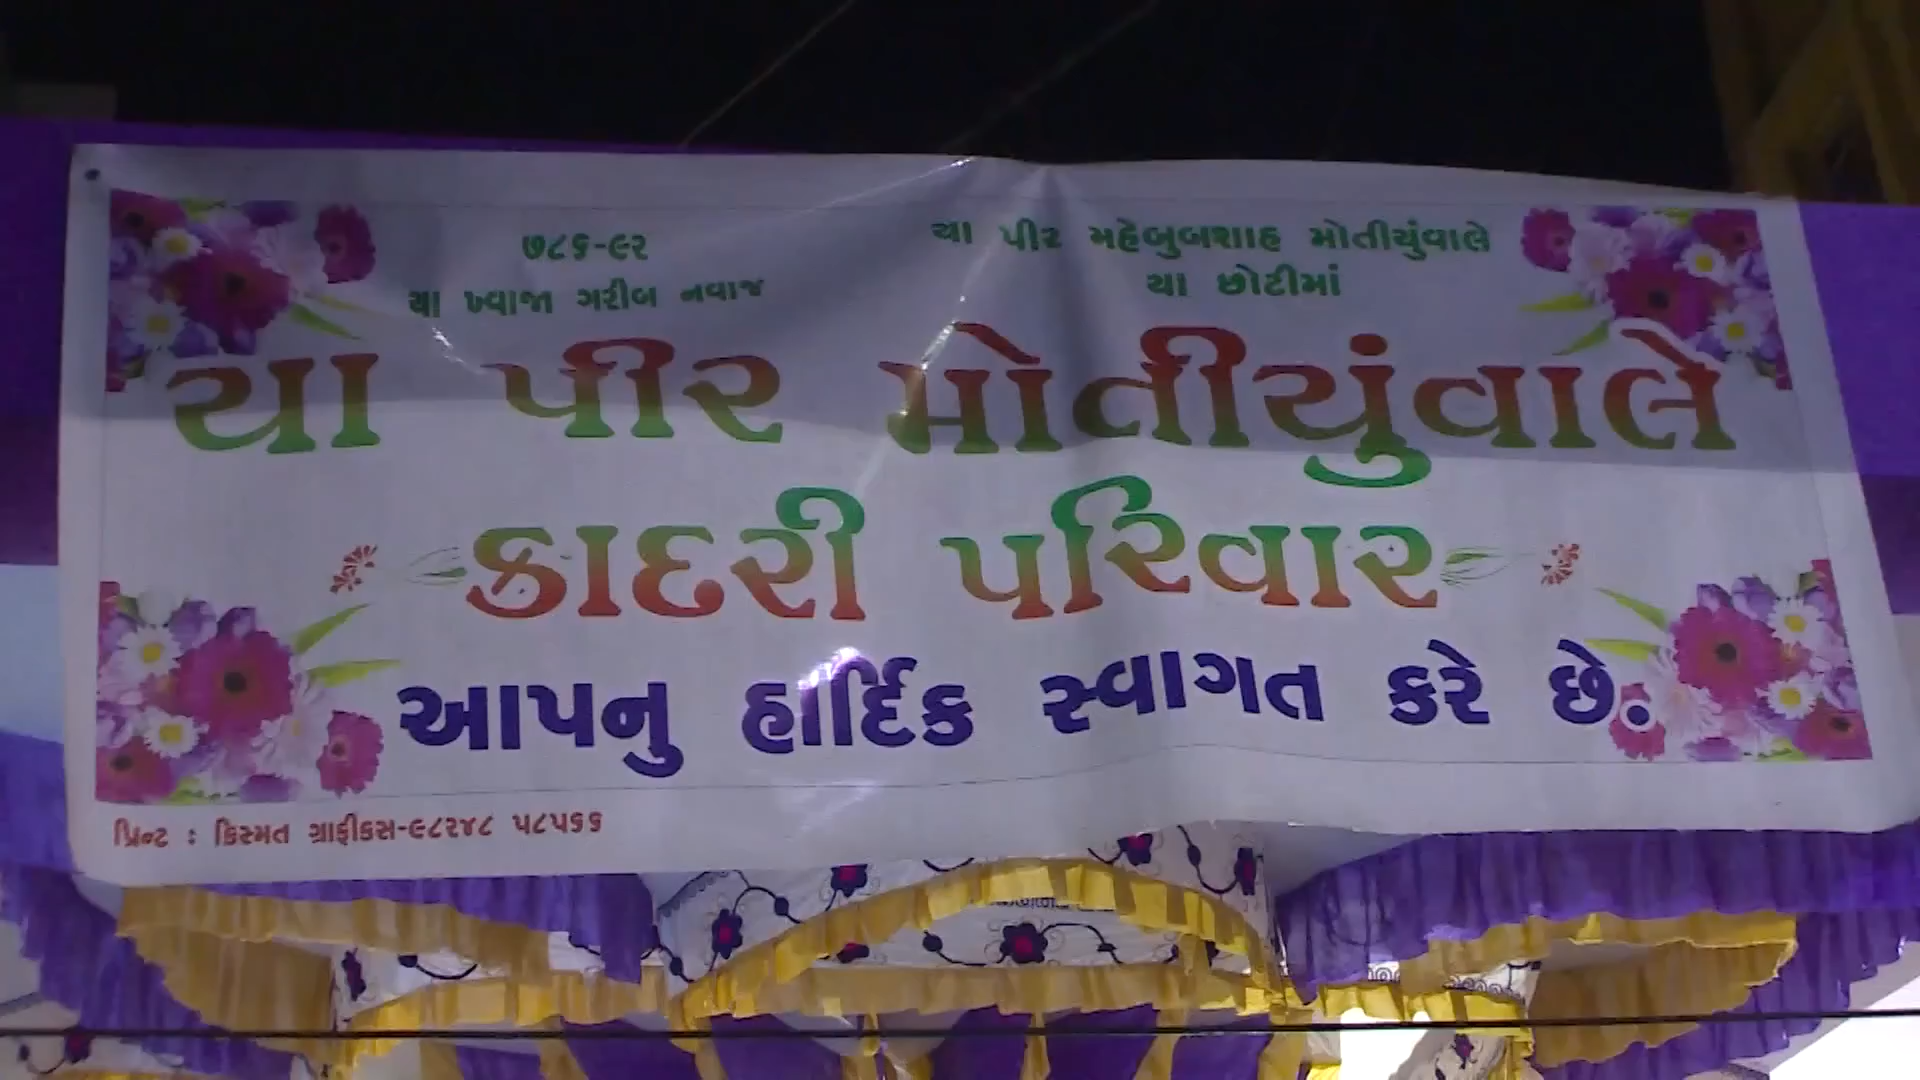 ૭૮૬-૯૨
યા ખ્વાજા ગરીબ નવાજ
યા પીર મહેબુબશાહ મોતીયુંવાલે
યા છોટીમાં
યા પીર મોતીયુંવાલે
કાદરી પરિવાર
આપનુ હાર્દિક સ્વાગત કરે છે.
પ્રિન્ટ : કિસ્મત ગ્રાફીકસ-૯૮૨૪૮ ૫૮૫૬૬